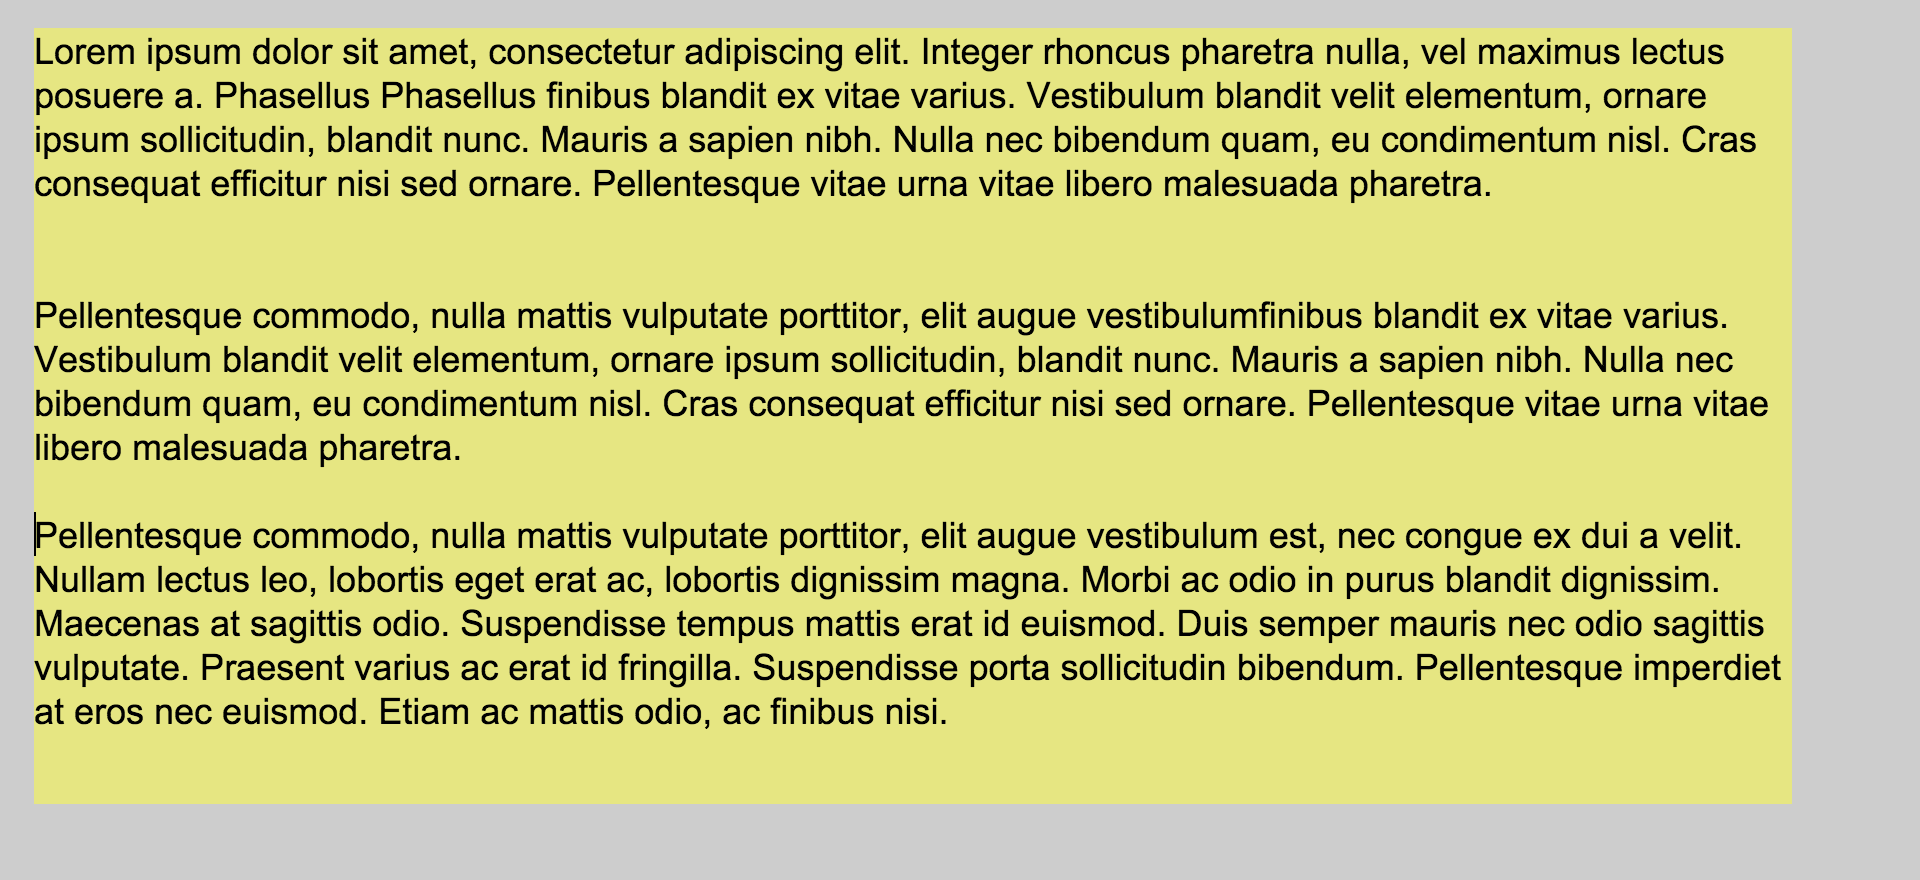 Lorem ipsum dolor sit amet, consectetur adipiscing elit. Integer rhoncus pharetra nulla, vel maximus lectus
posuere a. Phasellus Phasellus finibus blandit ex vitae varius. Vestibulum blandit velit elementum, ornare
ipsum sollicitudin, blandit nunc. Mauris a sapien nibh. Nulla nec bibendum quam, eu condimentum nisl. Cras
consequat efficitur nisi sed ornare. Pellentesque vitae urna vitae libero malesuada pharetra.
Pellentesque commodo, nulla mattis vulputate porttitor, elit augue vestibulumfinibus blandit ex vitae varius.
Vestibulum blandit velit elementum, ornare ipsum sollicitudin, blandit nunc. Mauris a sapien nibh. Nulla nec
bibendum quam, eu condimentum nisl. Cras consequat efficitur nisi sed ornare. Pellentesque vitae urna vitae
libero malesuada pharetra.
Pellentesque commodo, nulla mattis vulputate porttitor, elit augue vestibulum est, nec congue ex dui a velit.
Nullam lectus leo, lobortis eget erat ac, lobortis dignissim magna. Morbi ac odio in purus blandit dignissim.
Maecenas at sagittis odio. Suspendisse tempus mattis erat id euismod. Duis semper mauris nec odio sagittis
vulputate. Praesent varius ac erat id fringilla. Suspendisse porta sollicitudin bibendum. Pellentesque imperdiet
at eros nec euismod. Etiam ac mattis odio, ac finibus nisi.